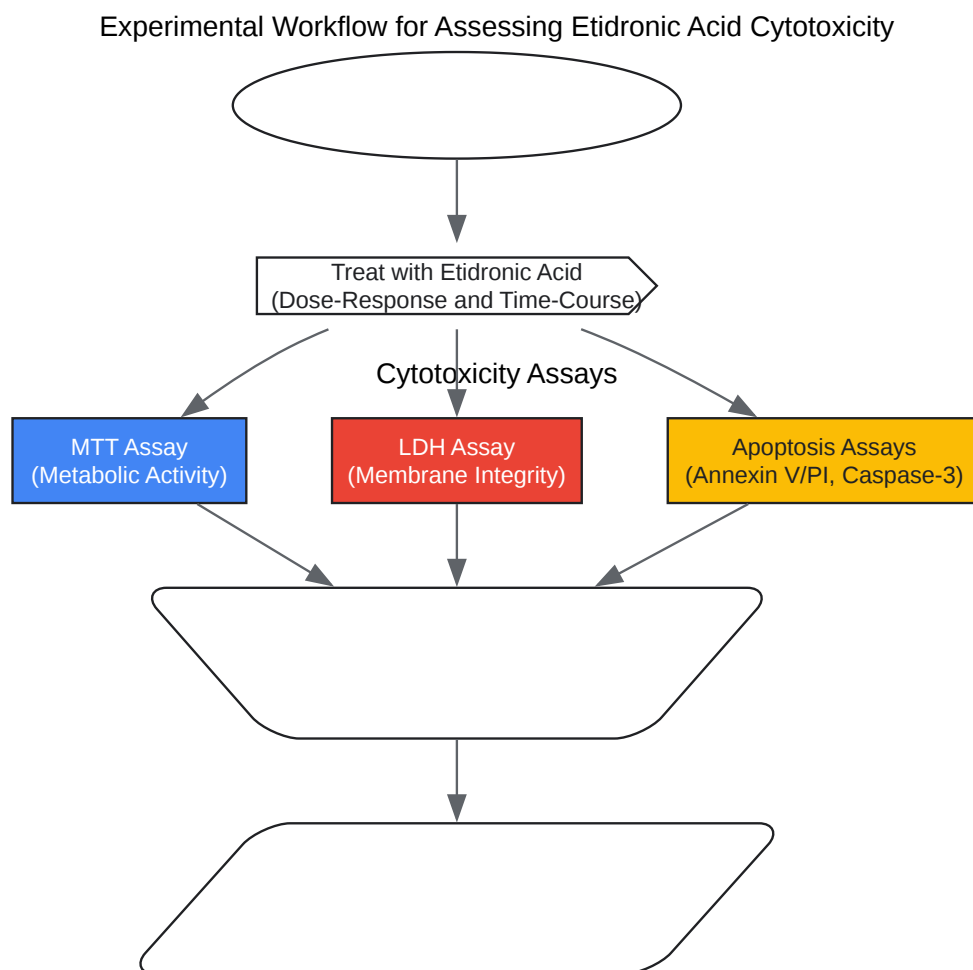 Experimental Workflow for Assessing Etidronic Acid Cytotoxicity
Treat with Etidronic Acid
(Dose-Response and Time-Course)
Cytotoxicity Assays
MTT Assay
(Metabolic Activity)
LDH Assay
(Membrane Integrity)
Apoptosis Assays
(Annexin V/PI, Caspase-3)